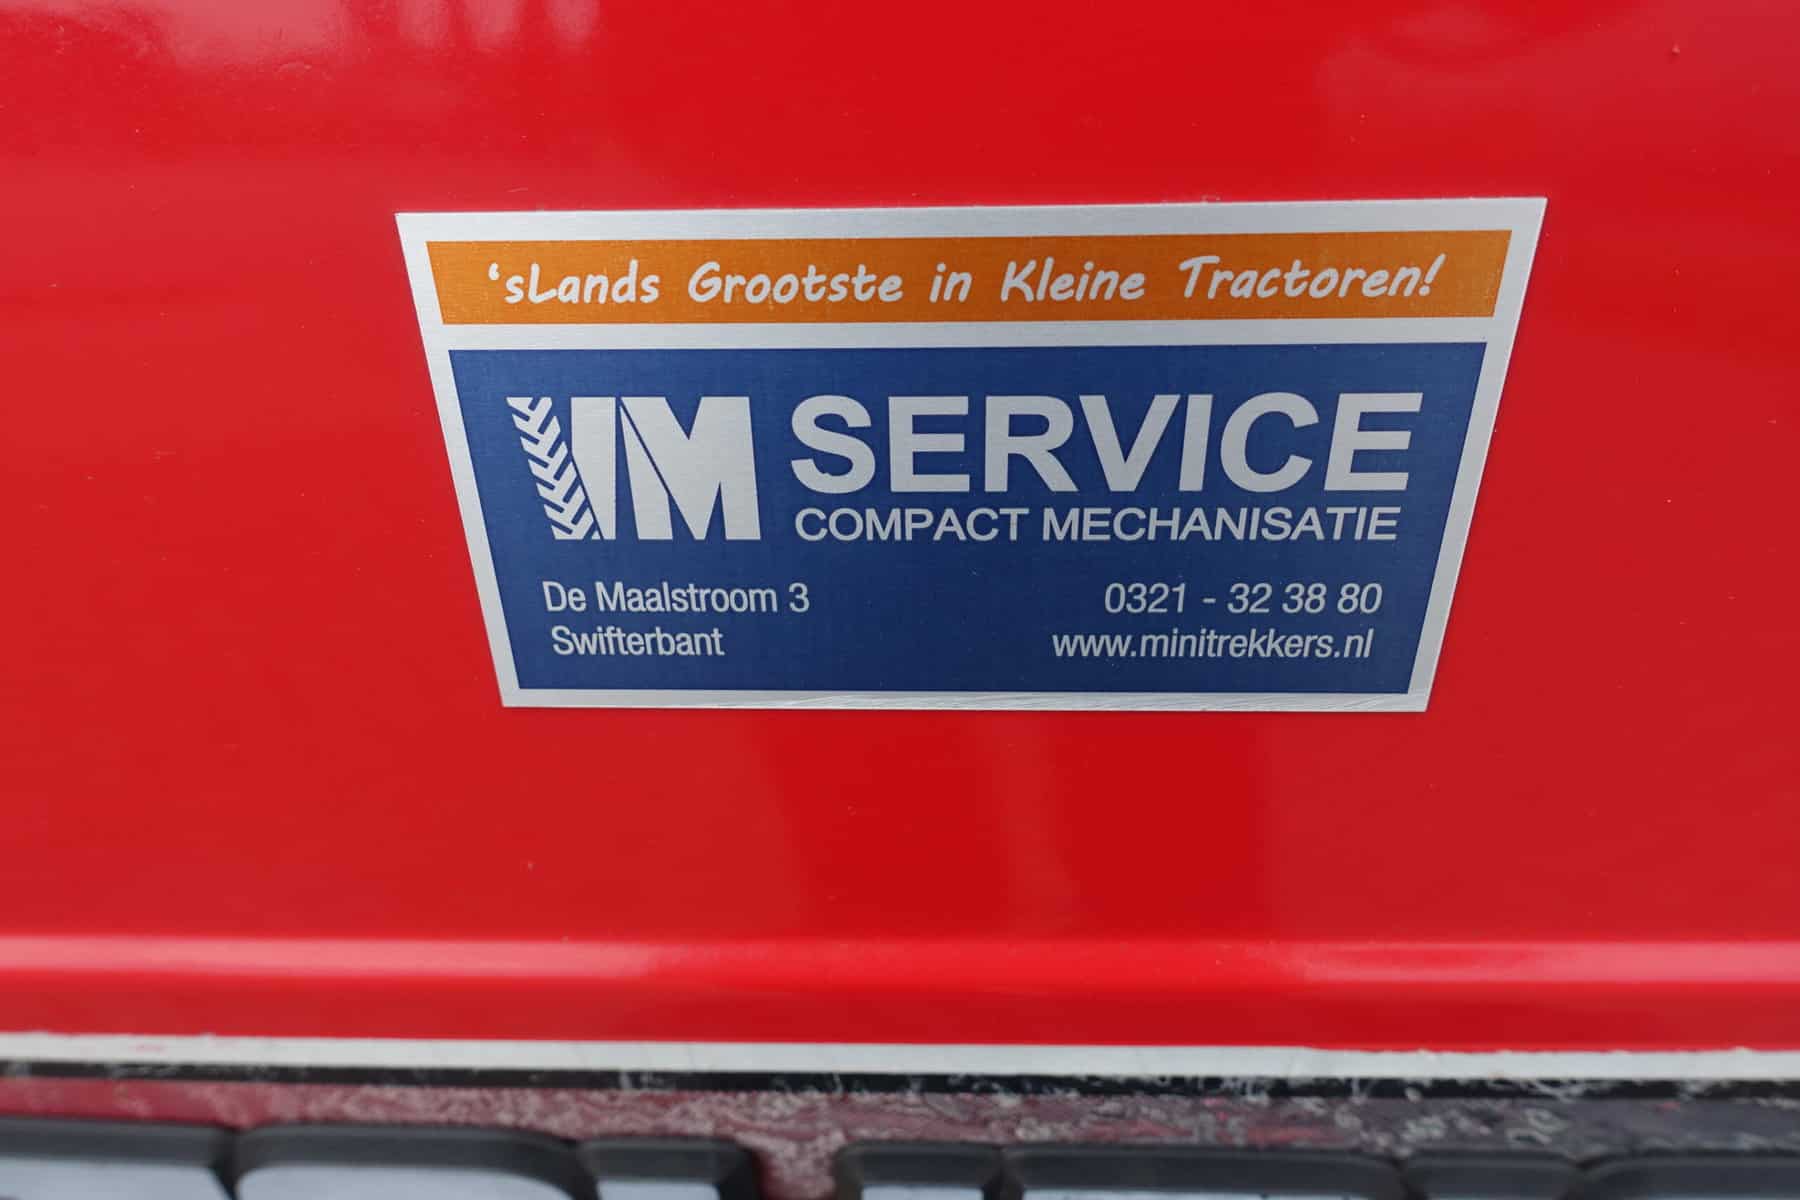 ‘sLands Grootste in Kleine Tractoren!
IM SERVICE
COMPACT MECHANISATIE
De Maalstroom 3
Swifterbant
0321 - 32 38 80
www.minitrekkers.nl